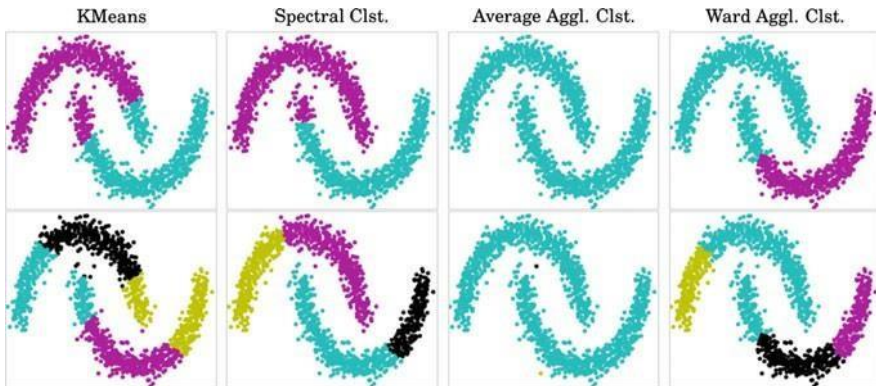 KMeans
Spectral Clst.
Average Aggl. Clst.
Ward Aggl. Clst.